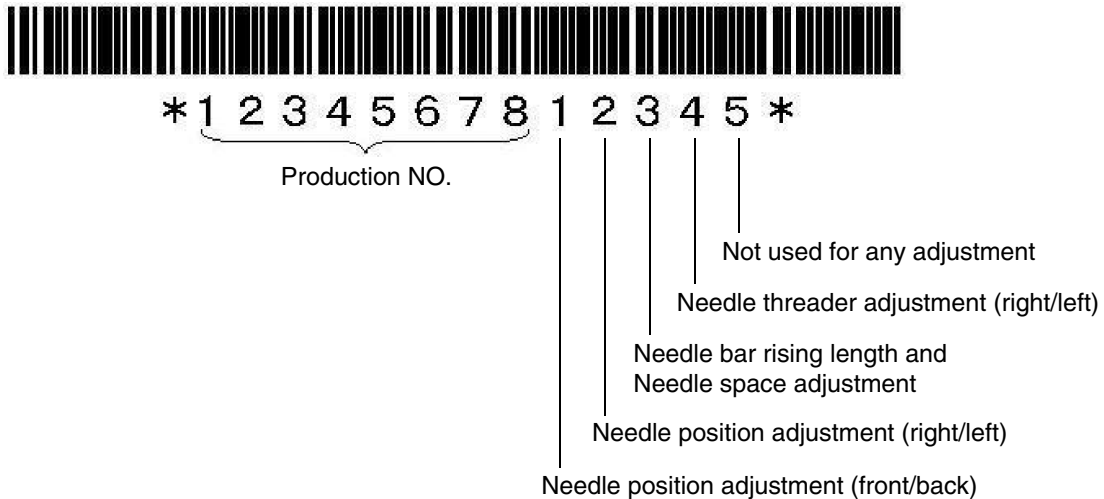 *1 2 3 4 5 6 7 8 1 2 3 4 5 *
Production NO.
Not used for any adjustment
Needle threader adjustment (right/left)
Needle bar rising length and
Needle space adjustment
Needle position adjustment (right/left)
Needle position adjustment (front/back)